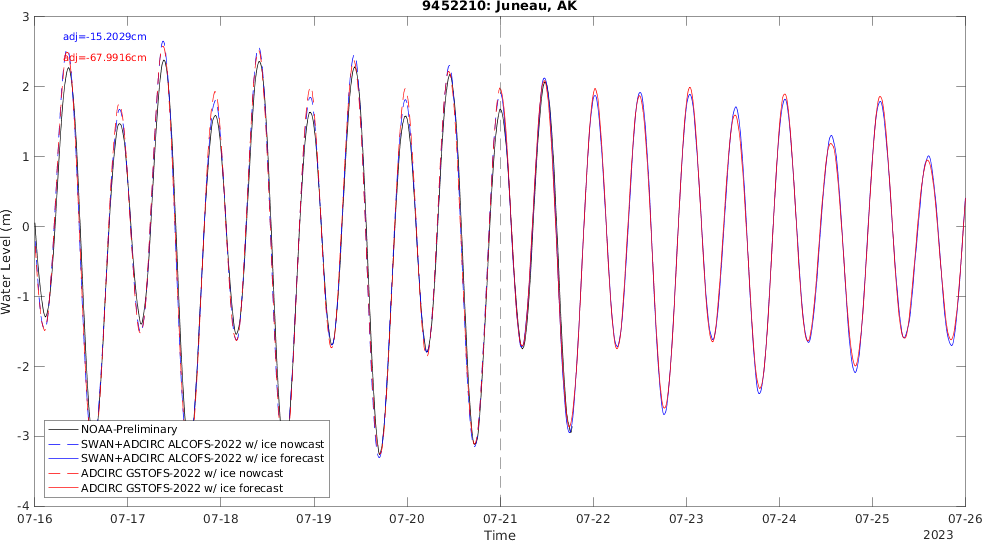 9452210: Juneau, AK
adj=-15.2029cm
adj=-67.9916cm
3
2
1
0
-1
-2
-3
-4
Water Level (m)
NOAA-Preliminary
SWAN+ADCIRC ALCOFS-2022 w/ ice nowcast
SWAN+ADCIRC ALCOFS-2022 w/ ice forecast
ADCIRC GSTOFS-2022 w/ ice nowcast
ADCIRC GSTOFS-2022 w/ ice forecast
07-16 07-17 07-18 07-19 07-20 07-21 07-22 07-23 07-24 07-25 07-26
Time
2023